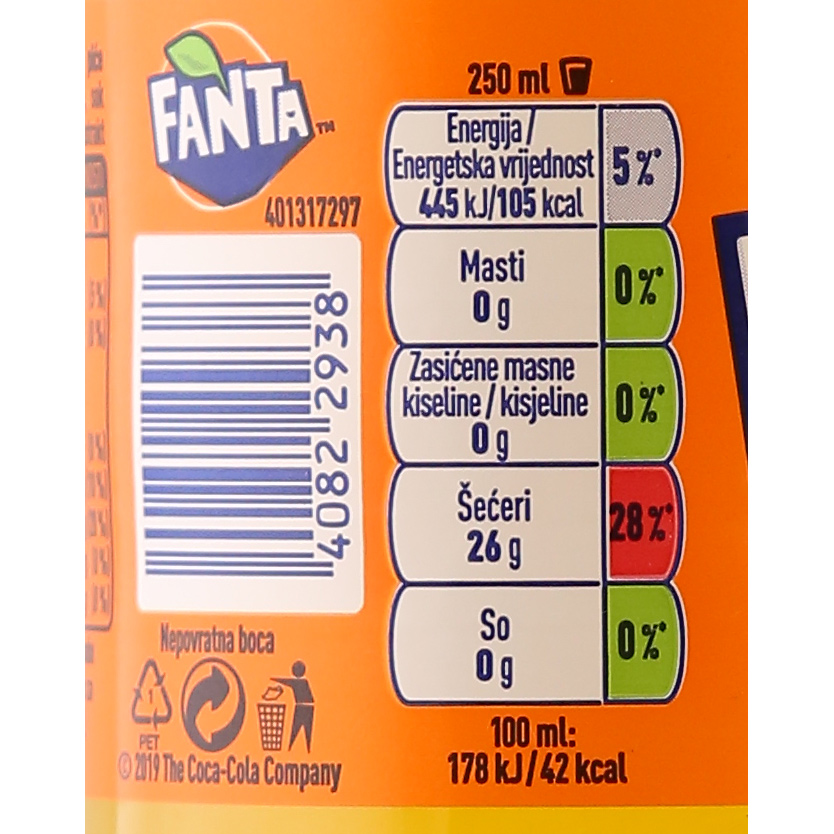 FANTA™
401317297
4082 2938
Nepovratna boca
1
PET
© 2019 The Coca-Cola Company
250 ml
Energija/
Energetska vrijednost
445 kJ/105 kcal
5%*
Masti
0 g
0%*
Zasićene masne
kiseline/kisjeline
0 g
0%*
Šećeri
26 g
28%*
So
0 g
0%*
100 ml:
178 kJ/42 kcal